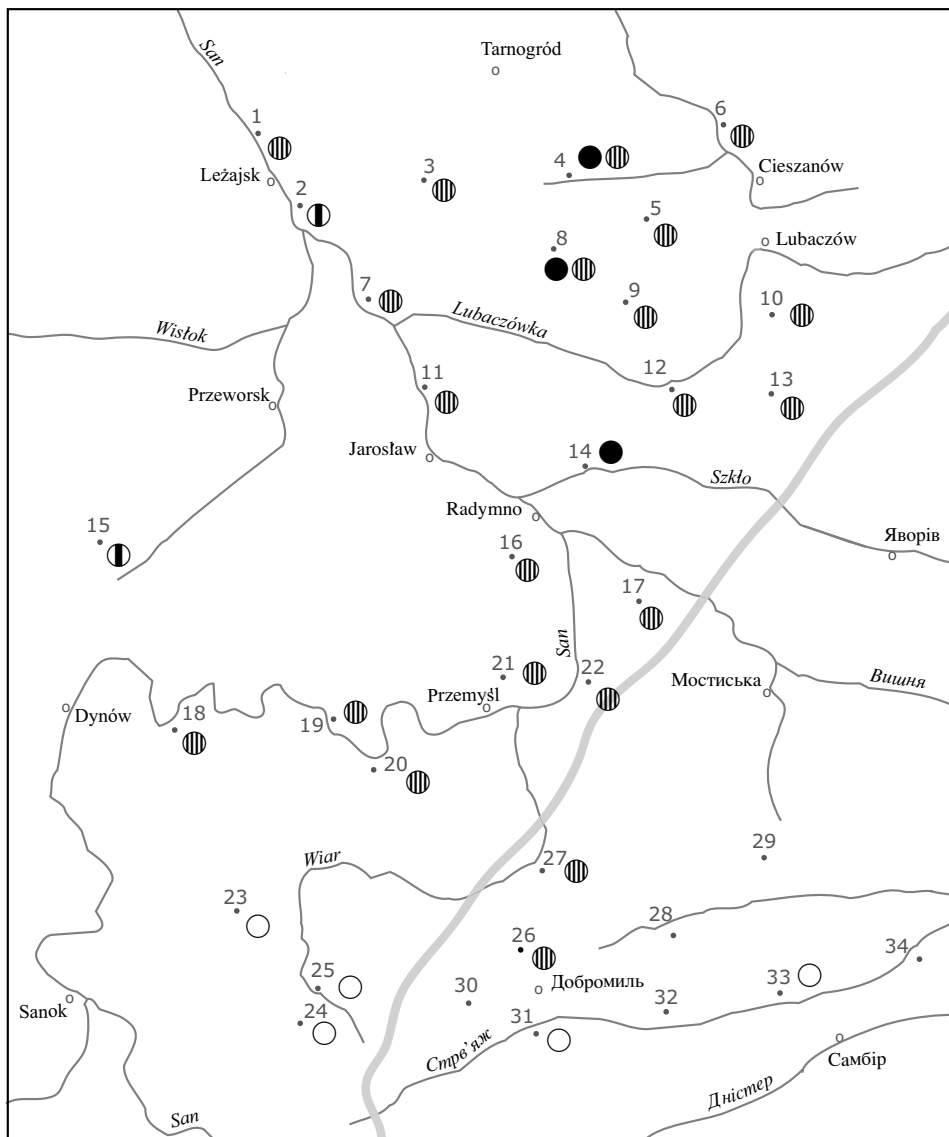 San
Tarnogród
1
6
3
4
Cieszanów
Leżajsk
2
5
8
Lubaczów
7
9
10
Lubaczówka
Wisłok
11
12
13
Przeworsk
Jarosław
14
Szkło
Radymno
15
16
Яворів
17
San
21
22
Мостиська
Вишня
Przemyśl
Dynów
18
19
20
Wiar
27
29
23
28
26
34
25
33
Добромиль
Sanok
30
32
24
31
Стрв’яж
Самбір
Дністер
San